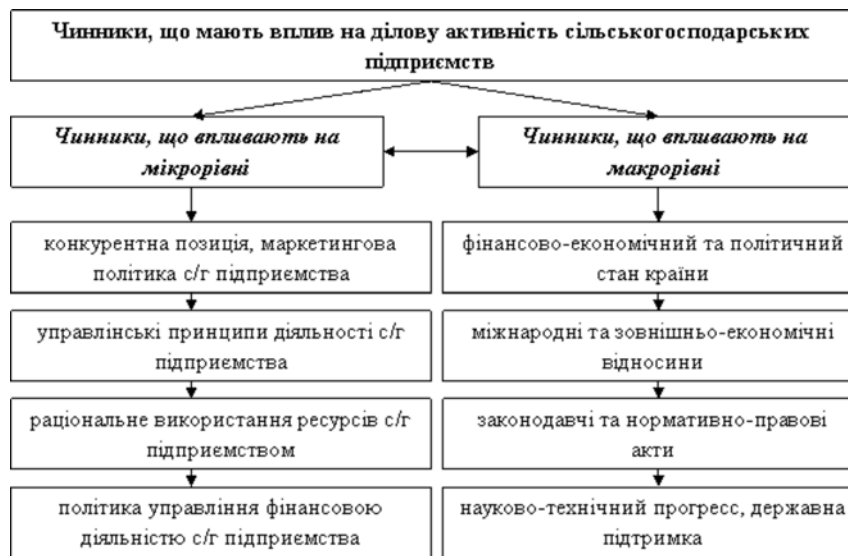 Чинники, що мають вплив на ділову активність сільськогосподарських
підприємств
Чинники, що впливають на
мікрорівні
Чинники, що впливають на
макрорівні
конкурентна позиція, маркетингова
політика с/г підприємства
фінансово-економічний та політичний
стан країни
управлінські принципи діяльності с/г
підприємства
міжнародні та зовнішньо-економічні
відносини
раціональне використання ресурсів с/г
підприємством
законодавчі та нормативно-правові
акти
політика управління фінансовою
діяльністю с/г підприємства
науково-технічний прогресс, державна
підтримка